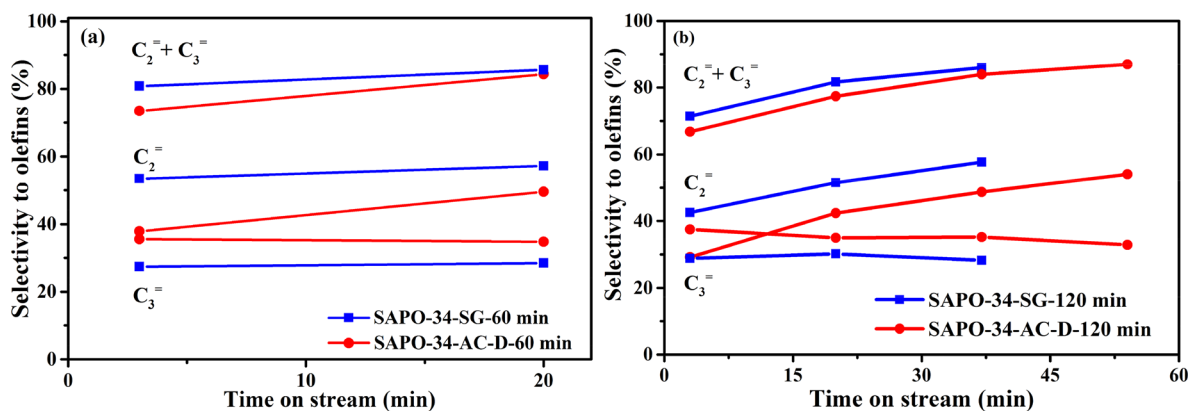 (a)
C2= + C3=
C2=
C3=
SAPO-34-SG-60 min
SAPO-34-AC-D-60 min
Selectivity to olefins (%)
100
80
60
40
20
0
0 10 20
Time on stream (min)
(b)
C2= + C3=
C2=
C3=
SAPO-34-SG-120 min
SAPO-34-AC-D-120 min
Selectivity to olefins (%)
100
80
60
40
20
0
0 15 30 45 60
Time on stream (min)